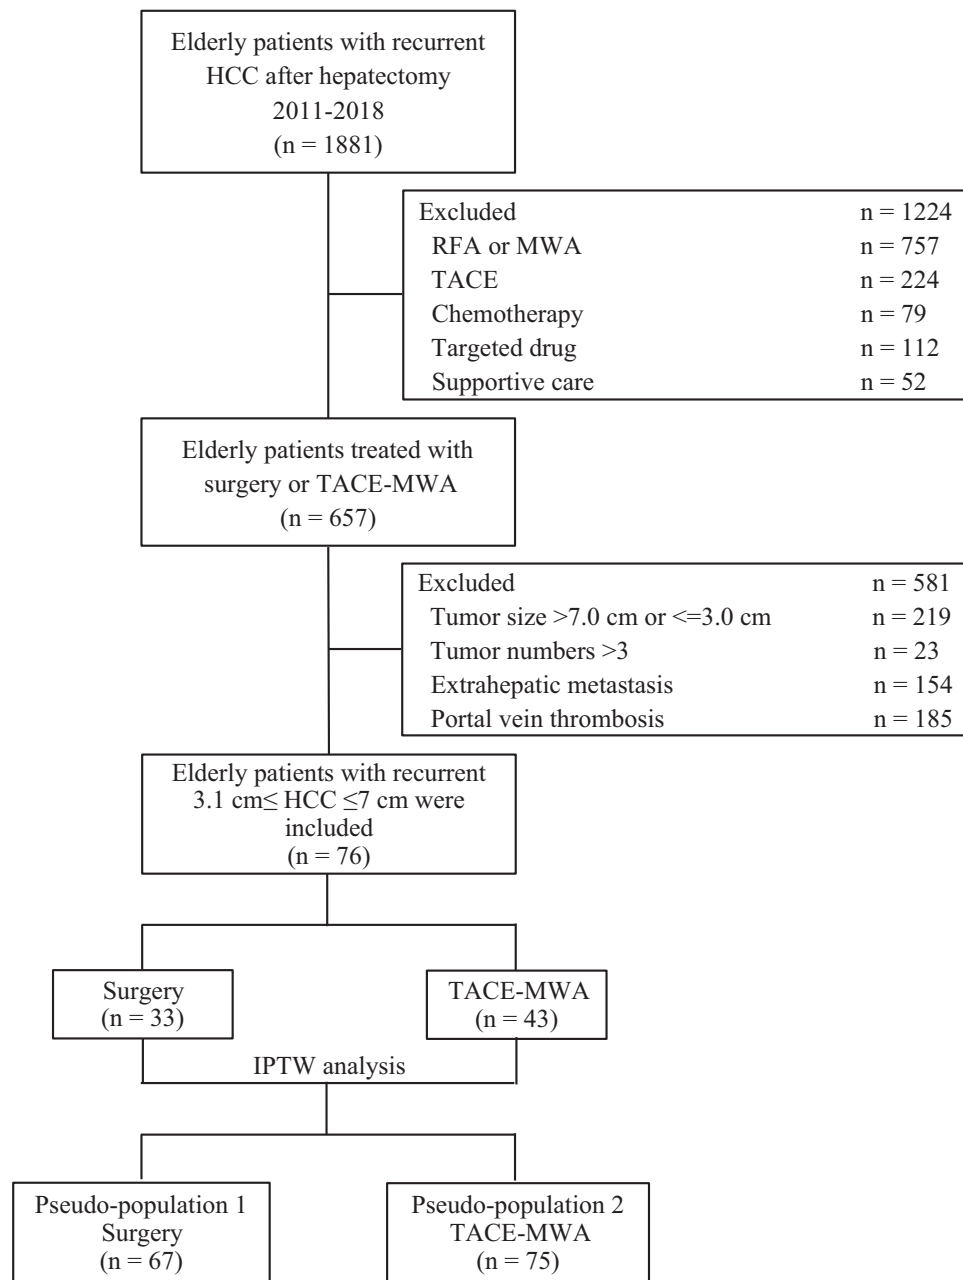 Elderly patients with recurrent
HCC after hepatectomy
2011-2018
(n = 1881)
Excluded n = 1224
RFA or MWA n = 757
TACE n = 224
Chemotherapy n = 79
Targeted drug n = 112
Supportive care n = 52
Elderly patients treated with
surgery or TACE-MWA
(n = 657)
Excluded n = 581
Tumor size >7.0 cm or <=3.0 cm n = 219
Tumor numbers >3 n = 23
Extrahepatic metastasis n = 154
Portal vein thrombosis n = 185
Elderly patients with recurrent
3.1 cm≤ HCC ≤7 cm were
included
(n = 76)
Surgery
(n = 33)
TACE-MWA
(n = 43)
IPTW analysis
Pseudo-population 1
Surgery
(n = 67)
Pseudo-population 2
TACE-MWA
(n = 75)